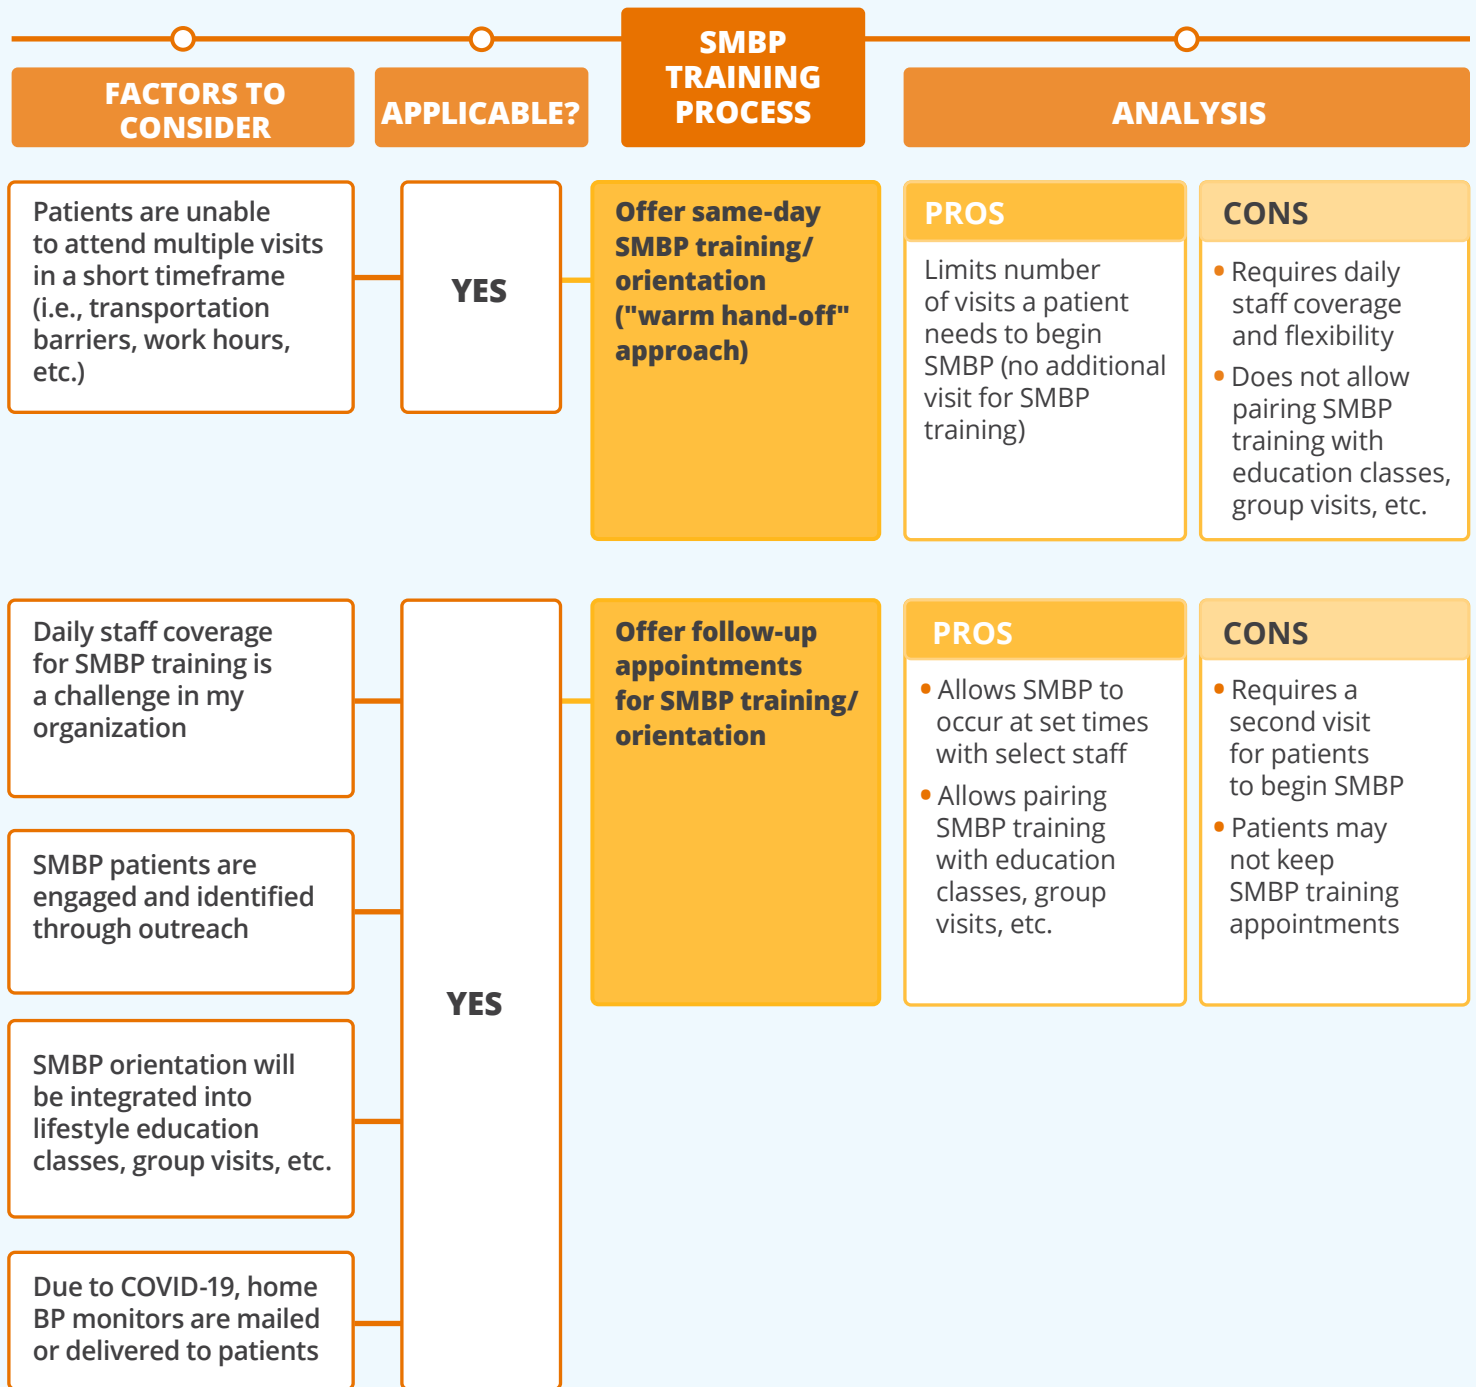 FACTORS TO
CONSIDER
APPLICABLE?
SMBP
TRAINING
PROCESS
ANALYSIS
Patients are unable
to attend multiple visits
in a short timeframe
(i.e., transportation
barriers, work hours,
etc.)
YES
Offer same-day
SMBP training/
orientation
("warm hand-off"
approach)
PROS
Limits number
of visits a patient
needs to begin
SMBP (no additional
visit for SMBP
training)
CONS
• Requires daily
staff coverage
and flexibility
• Does not allow
pairing SMBP
training with
education classes,
group visits, etc.
Daily staff coverage
for SMBP training is
a challenge in my
organization
SMBP patients are
engaged and identified
through outreach
SMBP orientation will
be integrated into
lifestyle education
classes, group visits, etc.
Due to COVID-19, home
BP monitors are mailed
or delivered to patients
YES
Offer follow-up
appointments
for SMBP training/
orientation
PROS
• Allows SMBP to
occur at set times
with select staff
• Allows pairing
SMBP training
with education
classes, group
visits, etc.
CONS
• Requires a
second visit
for patients
to begin SMBP
• Patients may
not keep
SMBP training
appointments